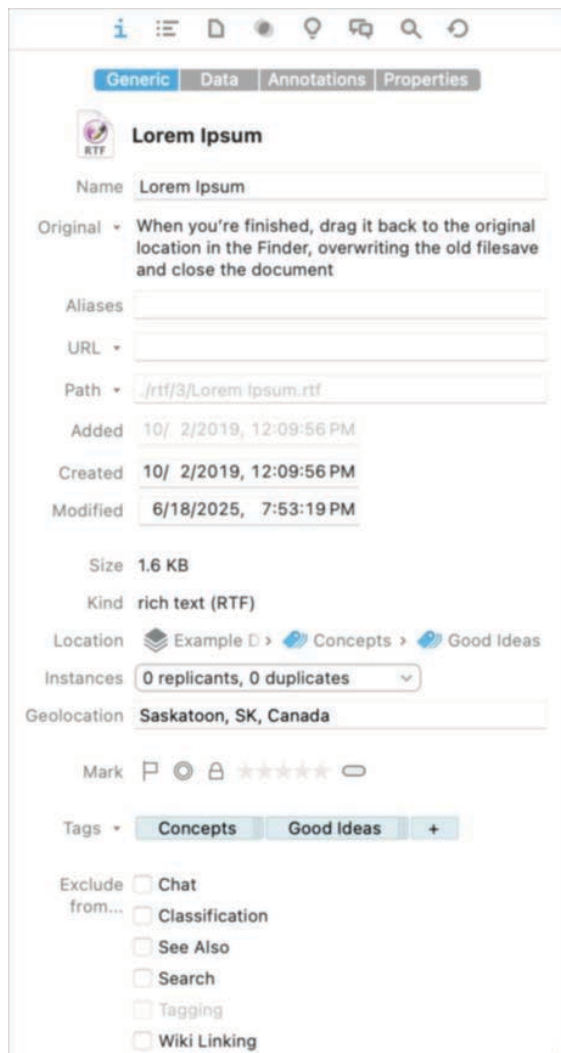 Generic Data Annotations Properties
RTF
Lorem Ipsum
Name Lorem Ipsum
Original When you're finished, drag it back to the original
location in the Finder, overwriting the old filesave
and close the document
Aliases
URL
Path ./rtf/3/Lorem Ipsum.rtf
Added 10/ 2/2019, 12:09:56 PM
Created 10/ 2/2019, 12:09:56 PM
Modified 6/18/2025, 7:53:19 PM
Size 1.6 KB
Kind rich text (RTF)
Location Example D › Concepts › Good Ideas
Instances 0 replicants, 0 duplicates
Geolocation Saskatoon, SK, Canada
Mark
Tags Concepts Good Ideas +
Exclude Chat
from...
Classification
See Also
Search
Tagging
Wiki Linking